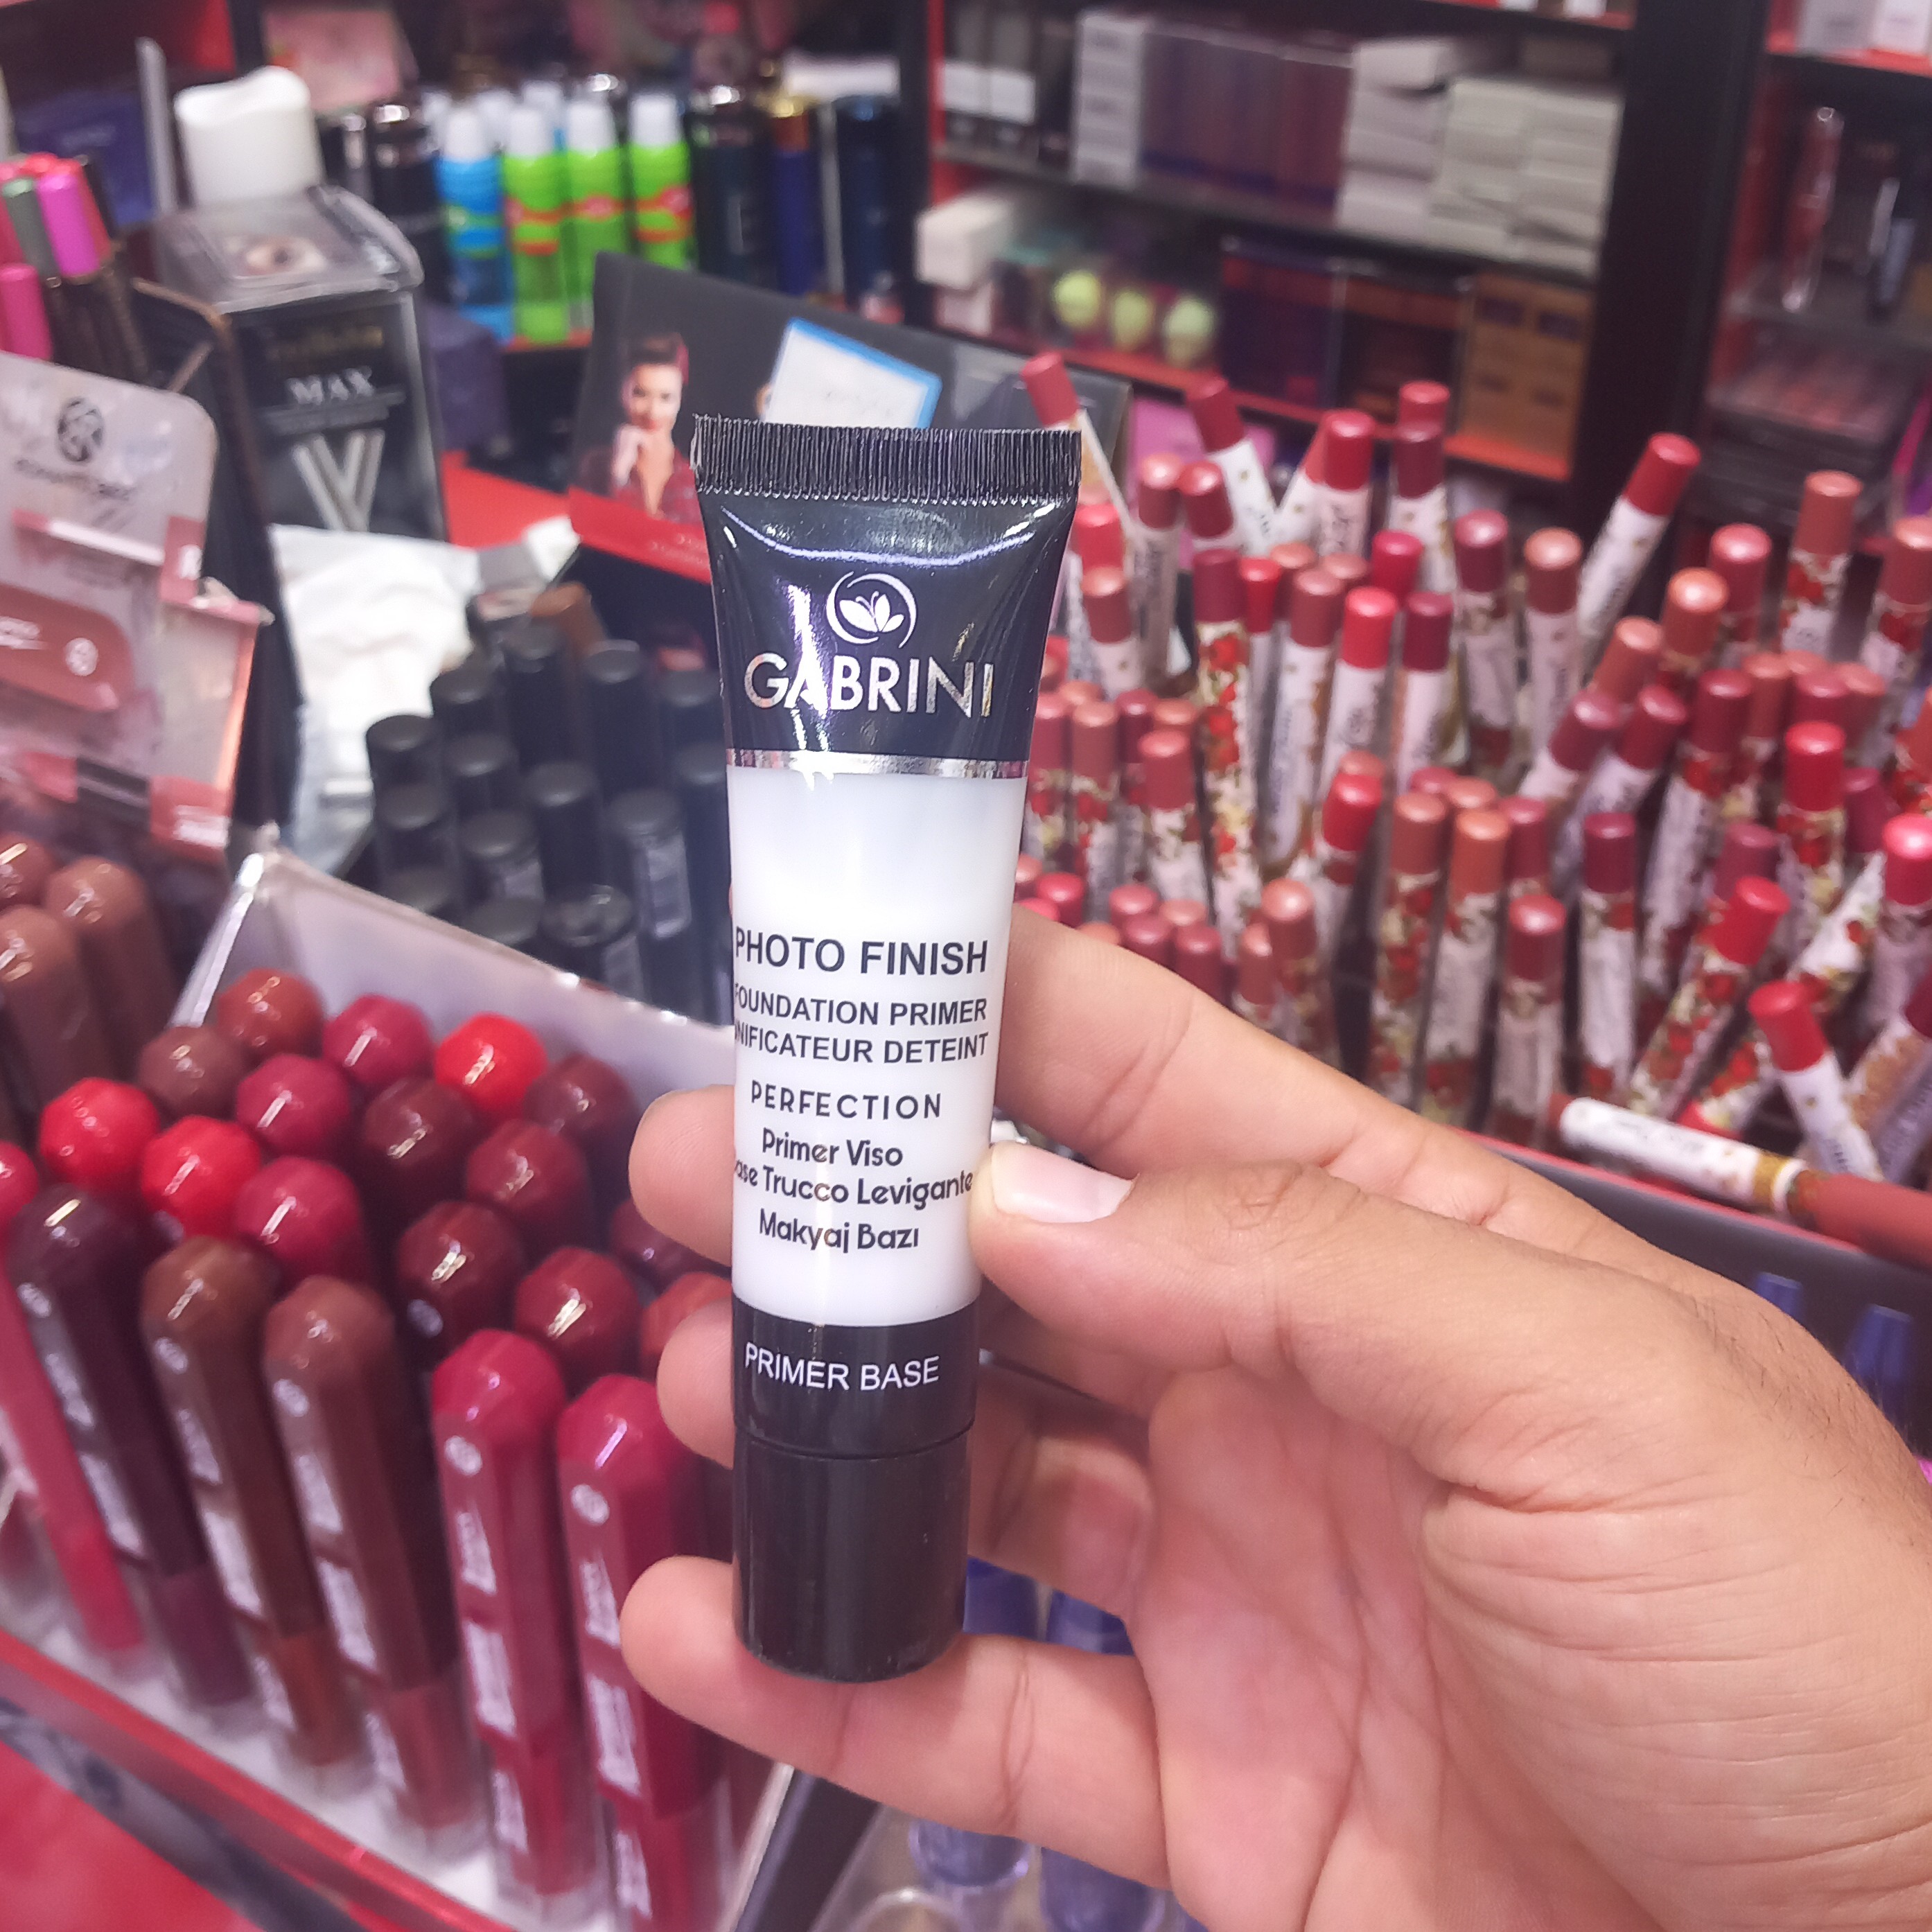 MAX
GABRINI
PHOTO FINISH
FOUNDATION PRIMER
NIFICATEUR DETEINT
PERFECTION
Primer Viso
ase Trucco Levigante
Makyaj Bazı
PRIMER BASE